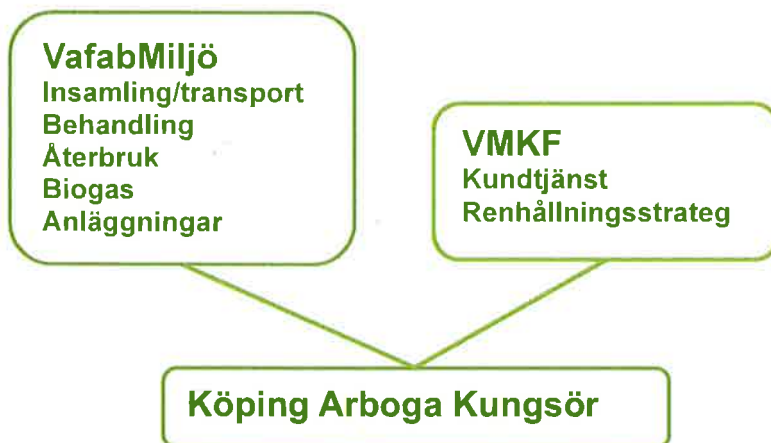 VafabMiljö
Insamling/transport
Behandling
Återbruk
Biogas
Anläggningar
VMKF
Kundtjänst
Renhållningsstrateg
Köping Arboga Kungsör